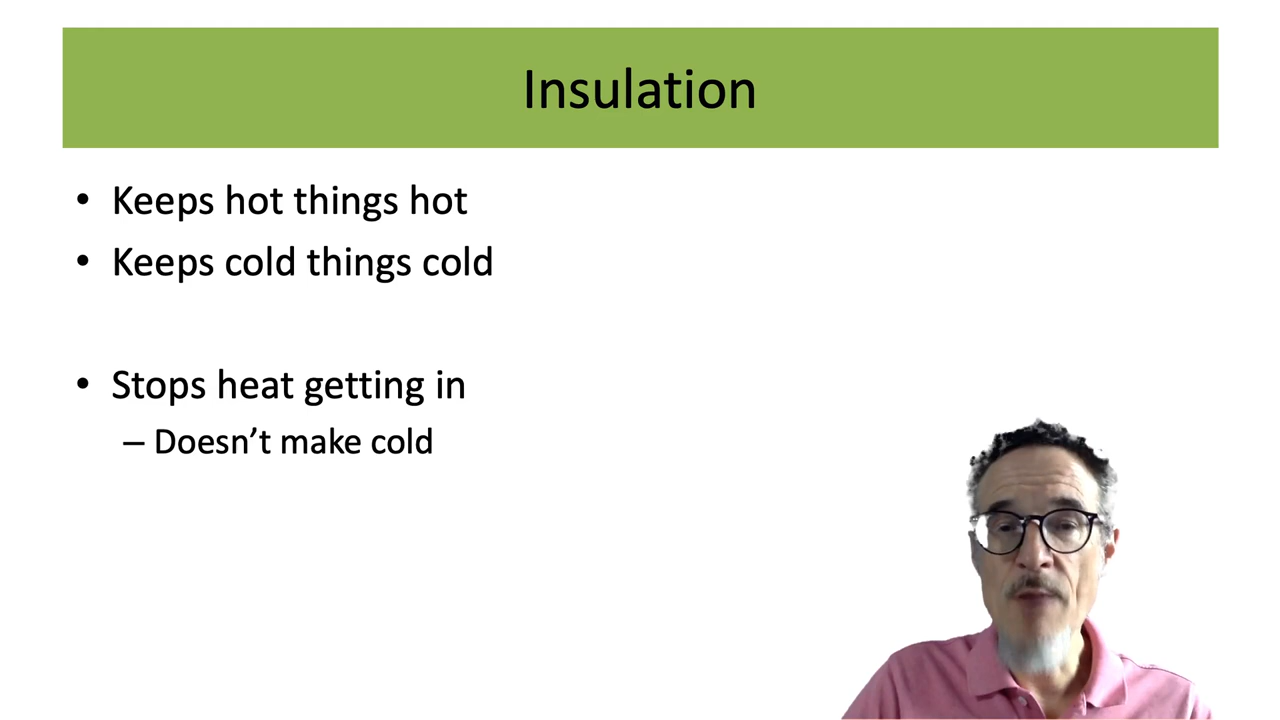 Insulation
• Keeps hot things hot
• Keeps cold things cold
• Stops heat getting in
– Doesn’t make cold